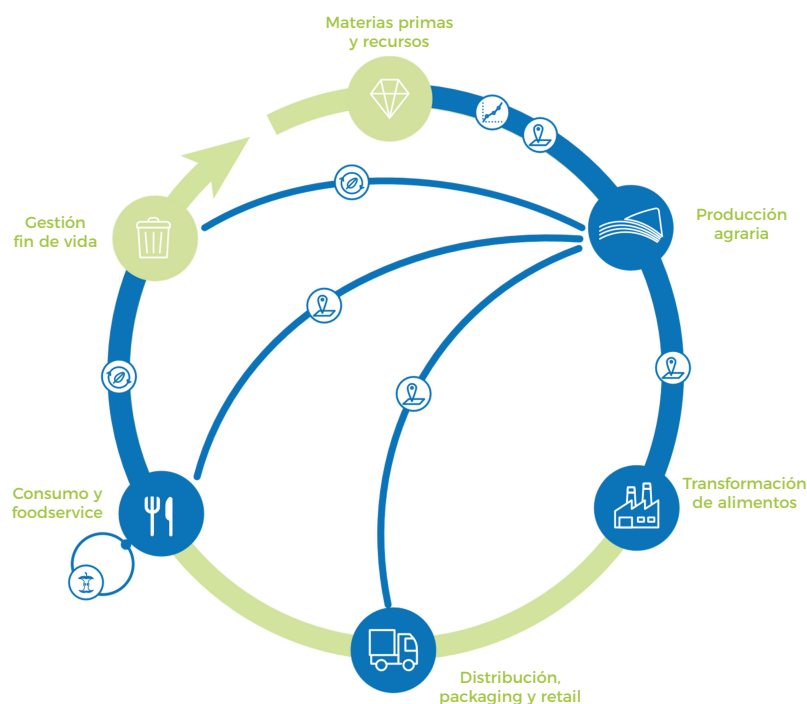 Materias primas
y recursos
Producción
agraria
Gestión
fin de vida
Transformación
de alimentos
Consumo y
foodservice
Distribución,
packaging y retail